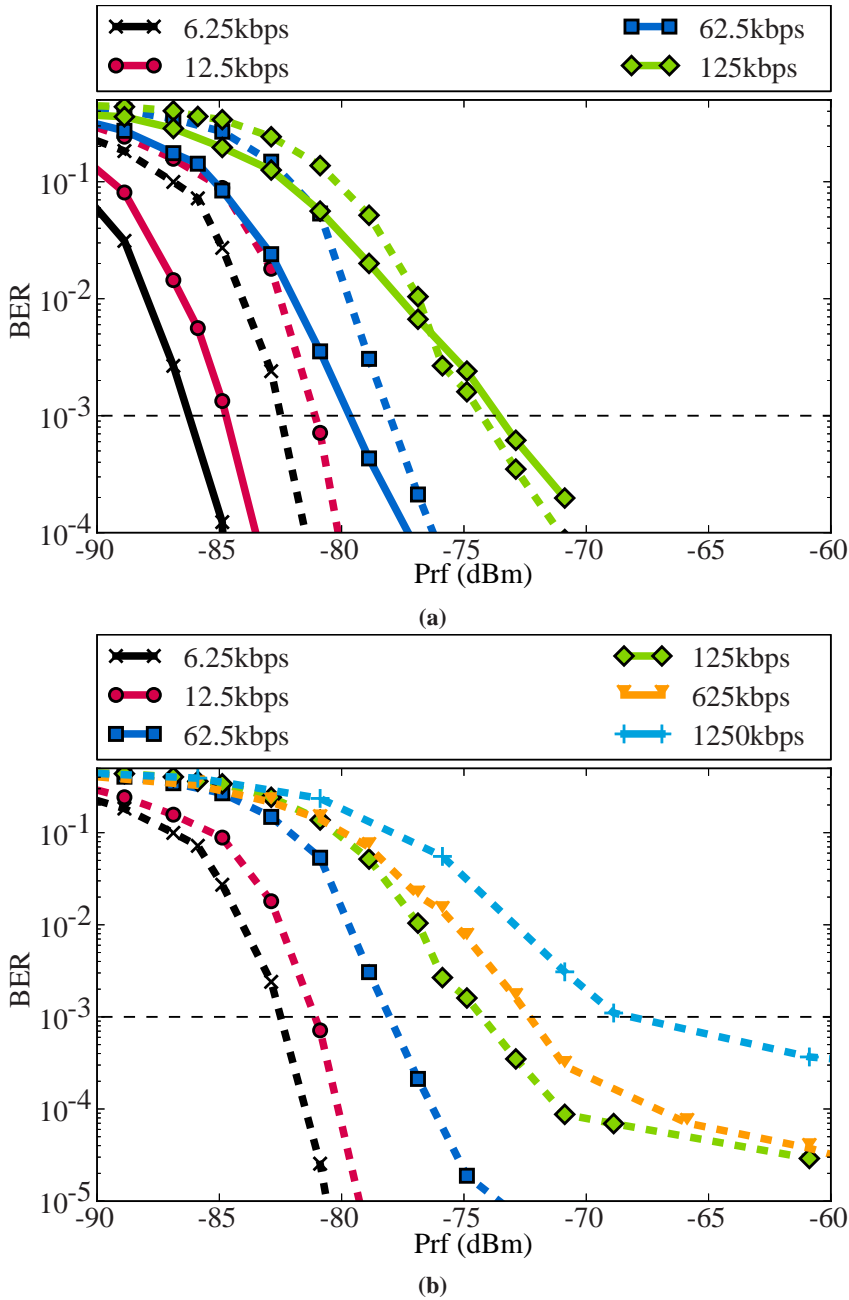 6.25kbps 62.5kbps
12.5kbps 125kbps
10^-1
10^-2
10^-3
10^-4
BER
-90 -85 -80 -75 -70 -65 -60
Prf (dBm)
(a)
6.25kbps 125kbps
12.5kbps 625kbps
62.5kbps 1250kbps
10^-1
10^-2
10^-3
10^-4
10^-5
BER
-90 -85 -80 -75 -70 -65 -60
Prf (dBm)
(b)